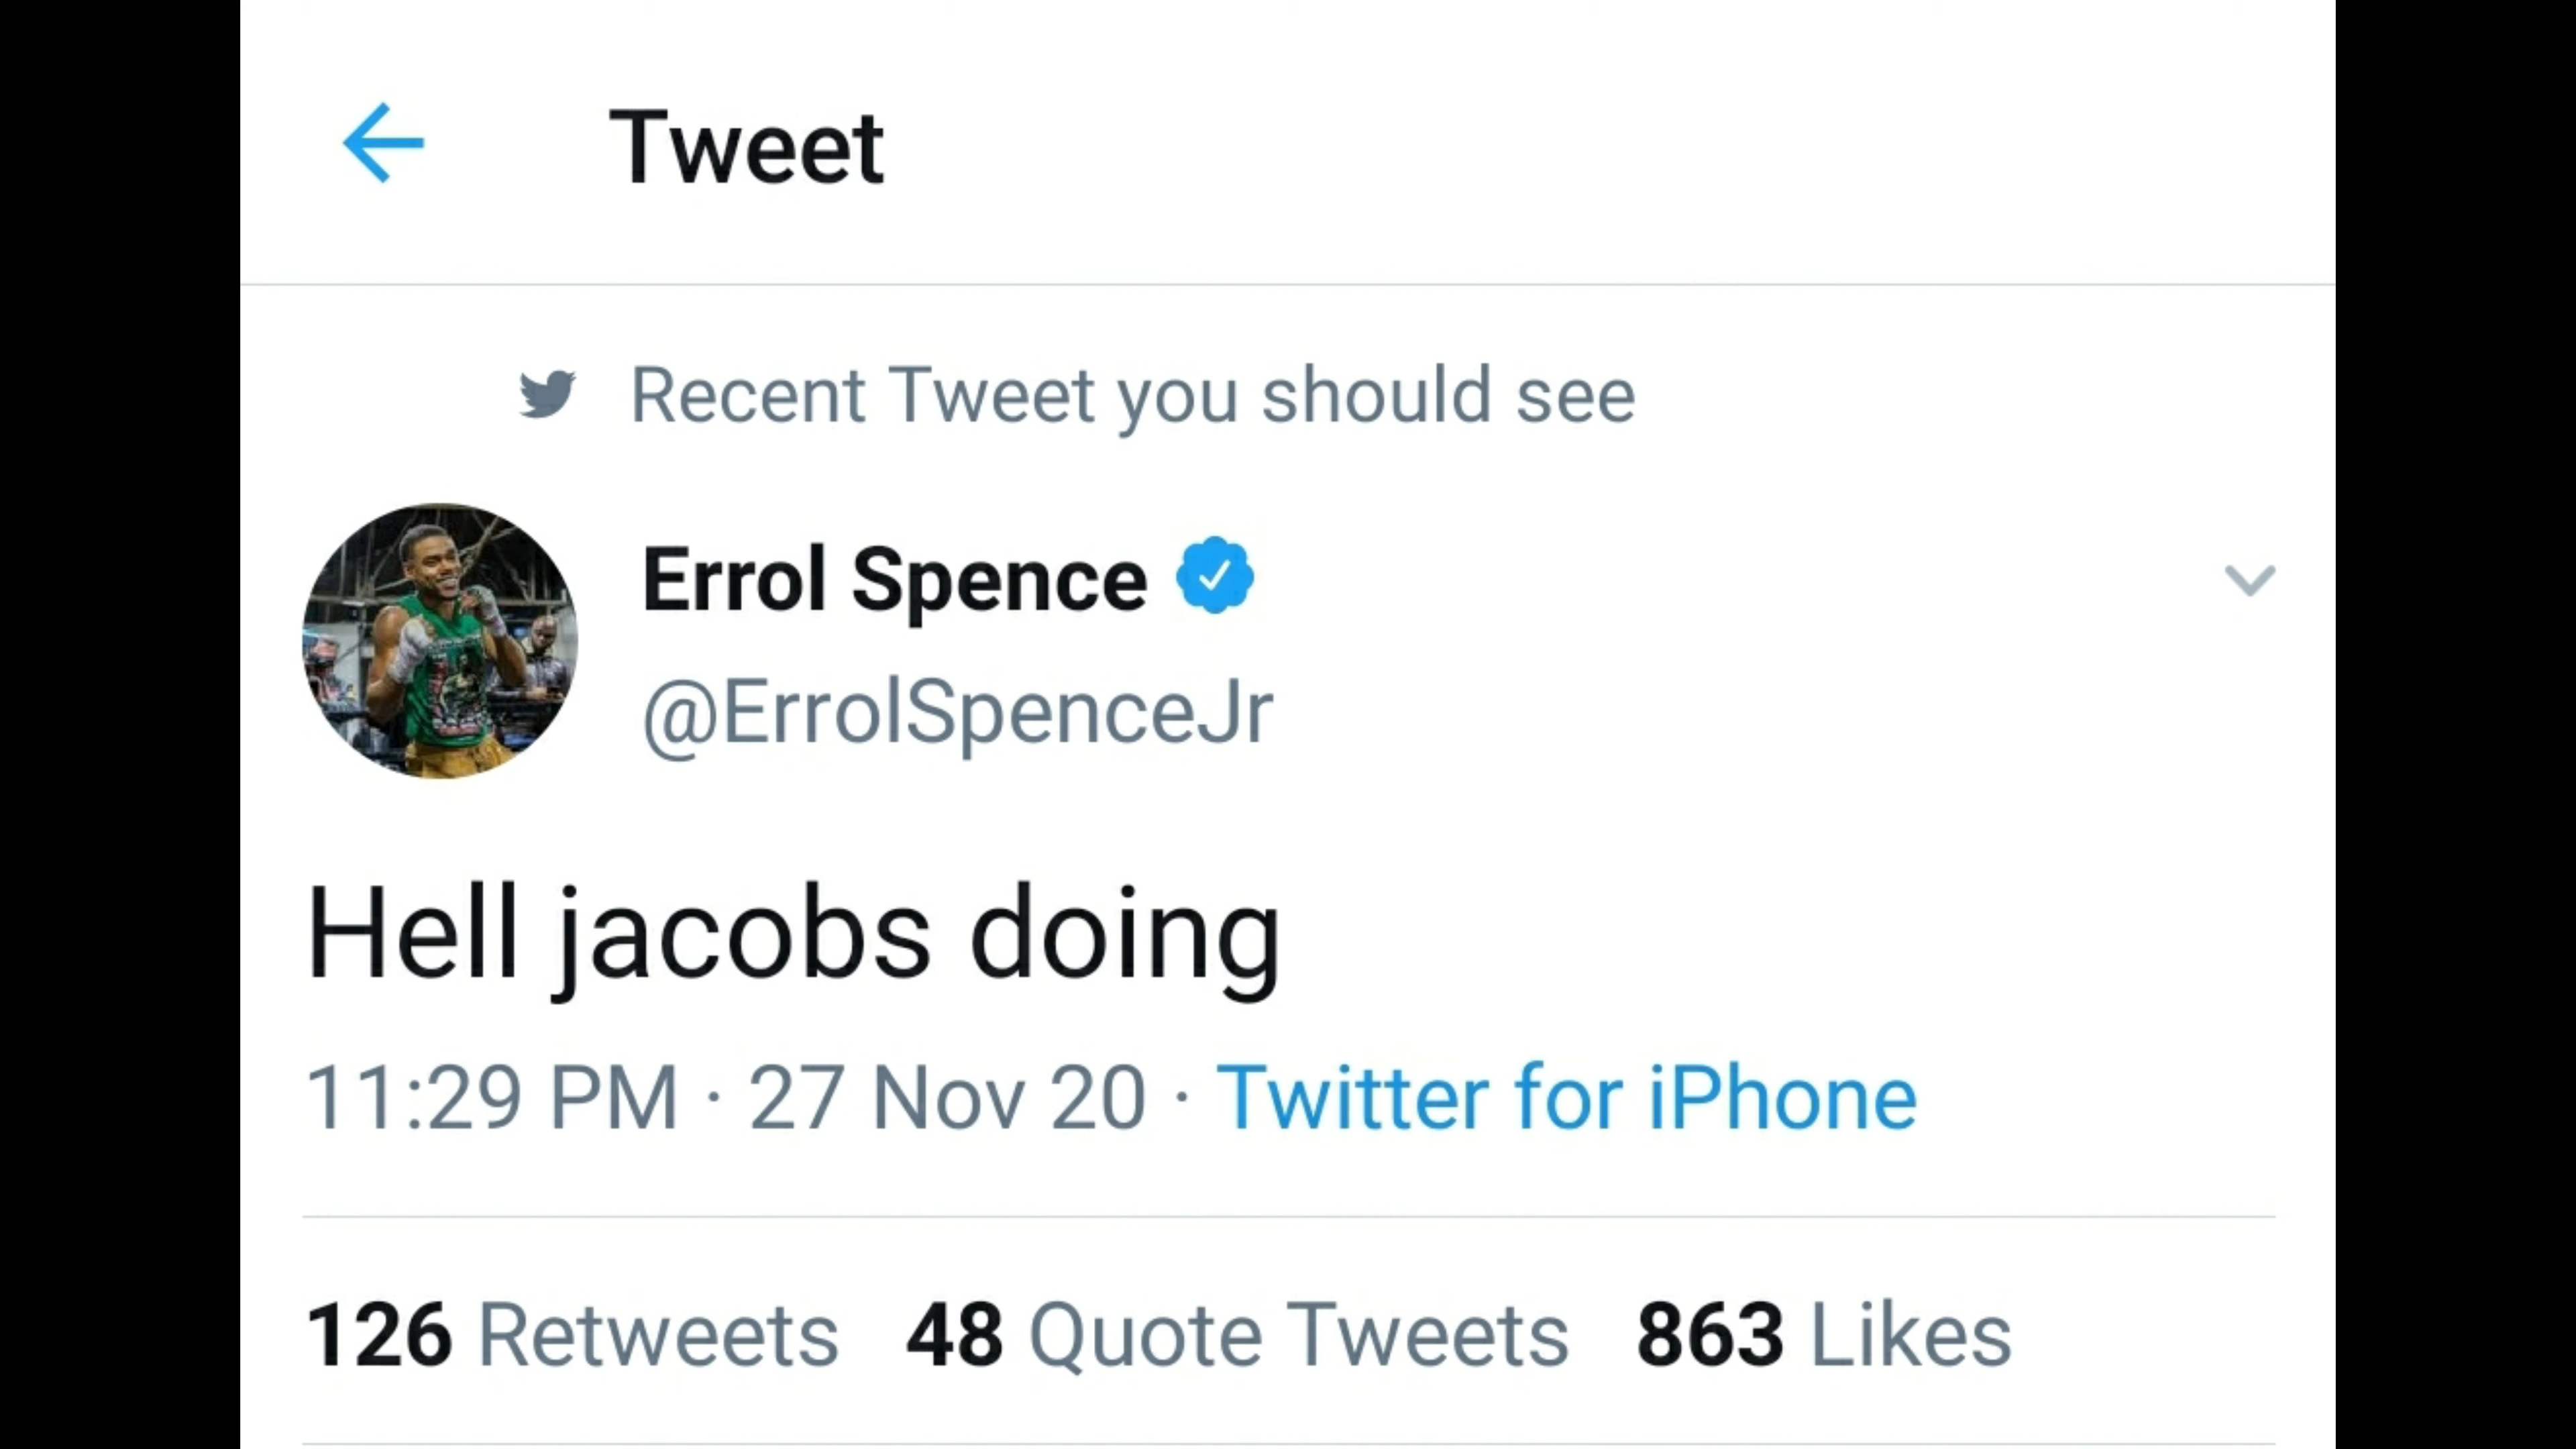 Tweet
Recent Tweet you should see
Errol Spence
@ErrolSpenceJr
Hell jacobs doing
11:29 PM · 27 Nov 20 · Twitter for iPhone
126 Retweets 48 Quote Tweets 863 Likes